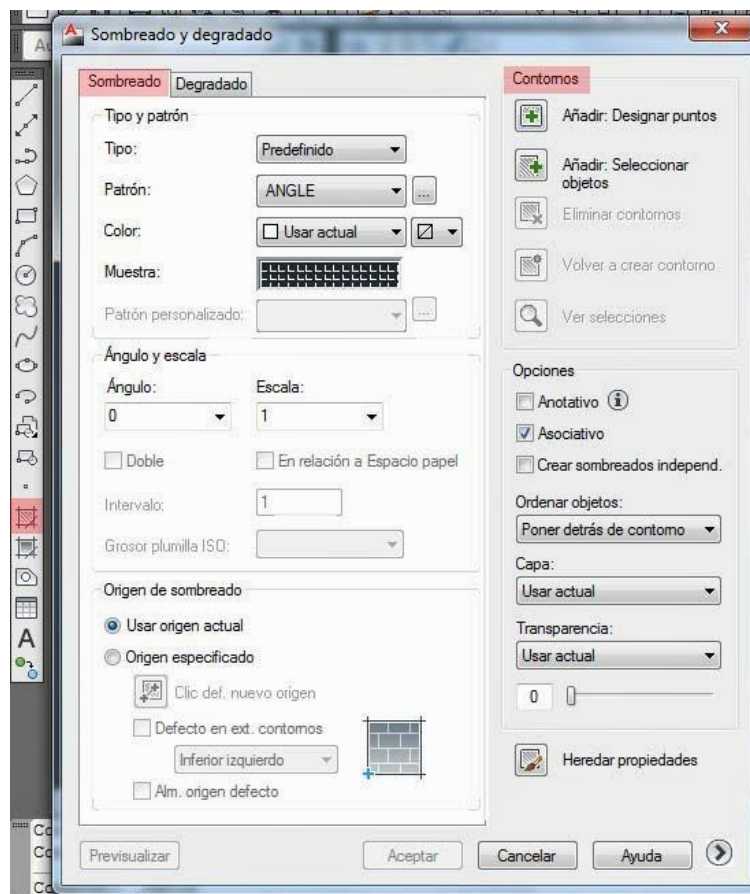 Sombreado y degradado
Sombreado Degradado
Tipo y patrón
Tipo: Predefinido
Patrón: ANGLE ...
Color: Usar actual
Muestra:
Patrón personalizado: ...
Ángulo y escala
Ángulo: Escala:
0 1
Doble En relación a Espacio papel
Intervalo: 1
Grosor plumilla ISO:
Origen de sombreado
Usar origen actual
Origen especificado
Clic def. nuevo origen
Defecto en ext. contornos
Inferior izquierdo
Alm. origen defecto
Contornos
Añadir: Designar puntos
Añadir: Seleccionar
objetos
Eliminar contornos
Volver a crear contorno
Ver selecciones
Opciones
Anotativo
Asociativo
Crear sombreados independ.
Ordenar objetos:
Poner detrás de contorno
Capa:
Usar actual
Transparencia:
Usar actual
0
Heredar propiedades
Previsualizar Aceptar Cancelar Ayuda
A